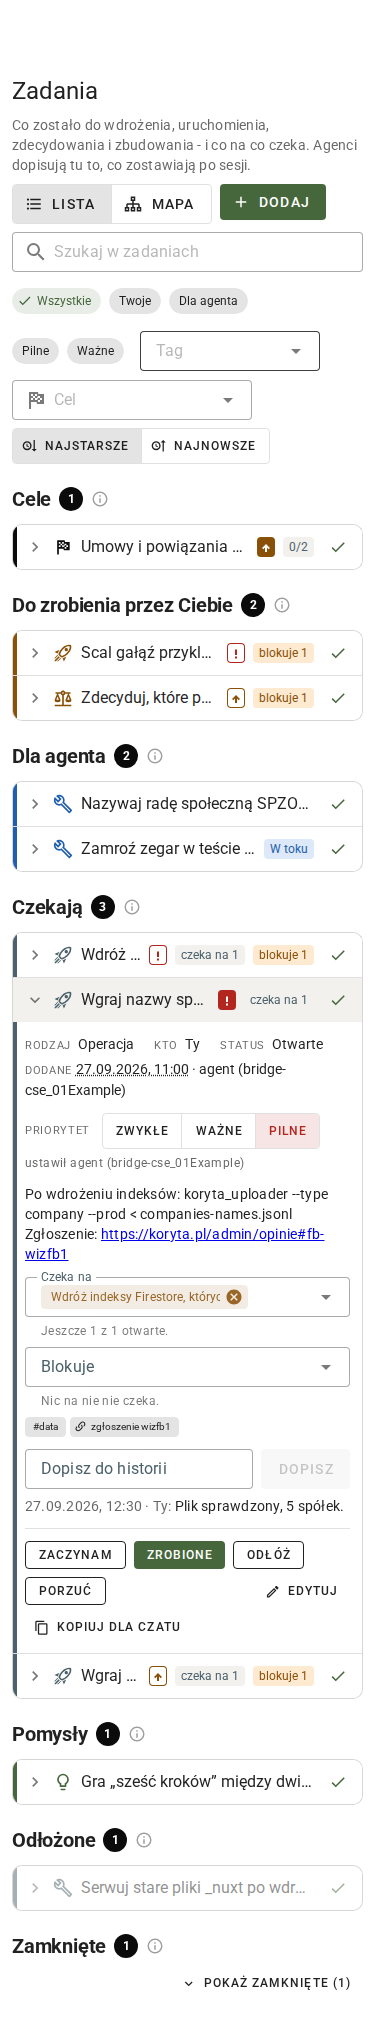 Zadania
Co zostało do wdrożenia, uruchomienia,
zdecydowania i zbudowania - i co na co czeka. Agenci
dopisują tu to, co zostawiają po sesji.
LISTA MAPA DODAJ
Szukaj w zadaniach
Wszystkie Twoje Dla agenta
Pilne Ważne Tag
Cel
NAJSTARSZE NAJNOWSZE
Cele 1
Umowy i powiązania ... 0/2
Do zrobienia przez Ciebie 2
Scal gałąź przykl... blokuje 1
Zdecyduj, które p... blokuje 1
Dla agenta 2
Nazywaj radę społeczną SPZO...
Zamroź zegar w teście ... W toku
Czekają 3
Wdróż ... czeka na 1 blokuje 1
Wgraj nazwy sp... czeka na 1
RODZAJ Operacja KTO Ty STATUS Otwarte
DODANE 27.09.2026, 11:00 · agent (bridge-
cse_01Example)
PRIORYTET ZWYKŁE WAŻNE PILNE
ustawił agent (bridge-cse_01Example)
Po wdrożeniu indeksów: koryta_uploader --type
company --prod < companies-names.jsonl
Zgłoszenie: https://koryta.pl/admin/opinie#fb-
wizfb1
Czeka na
Wdróż indeksy Firestore, któryc
Jeszcze 1 z 1 otwarte.
Blokuje
Nic na nie nie czeka.
#data zgłoszenie wizfb1
Dopisz do historii DOPISZ
27.09.2026, 12:30 · Ty: Plik sprawdzony, 5 spółek.
ZACZYNAM ZROBIONE ODŁÓŻ
PORZUĆ EDYTUJ
KOPIUJ DLA CZATU
Wgraj ... czeka na 1 blokuje 1
Pomysły 1
Gra „sześć kroków” między dwi...
Odłożone 1
Serwuj stare pliki _nuxt po wdr...
Zamknięte 1
POKAŻ ZAMKNIĘTE (1)